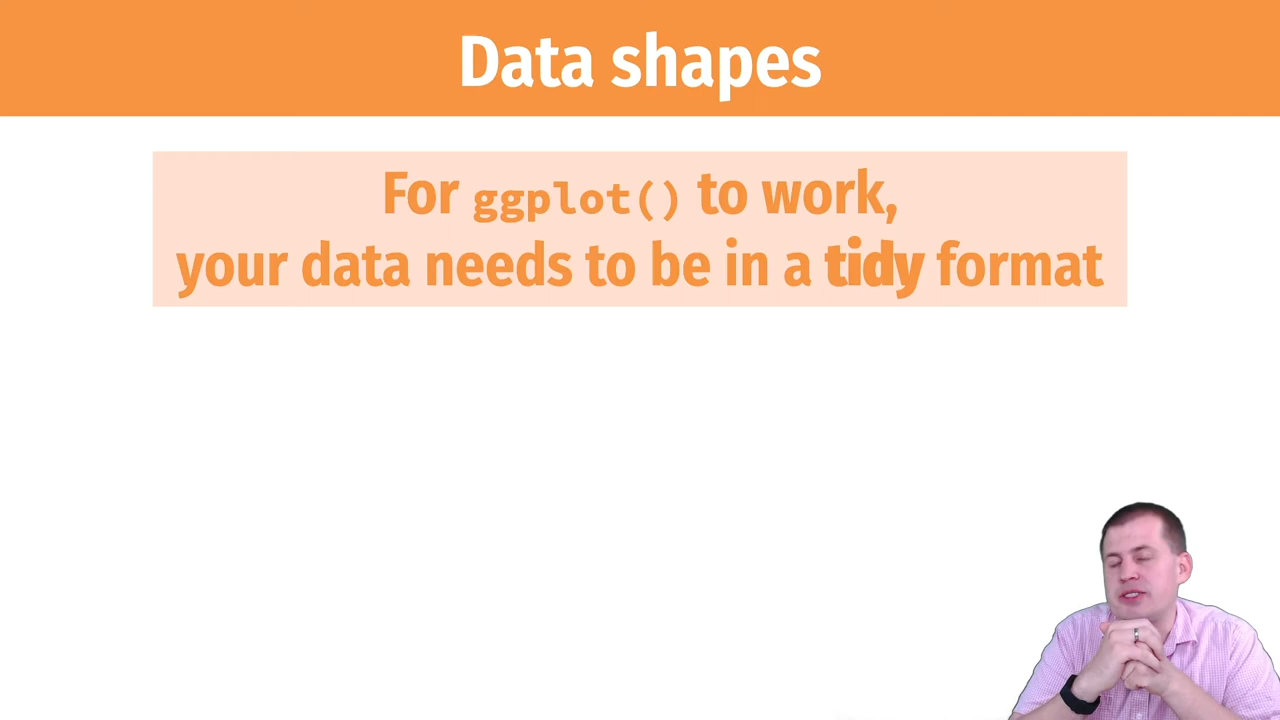 Data shapes
For ggplot() to work,
your data needs to be in a tidy format